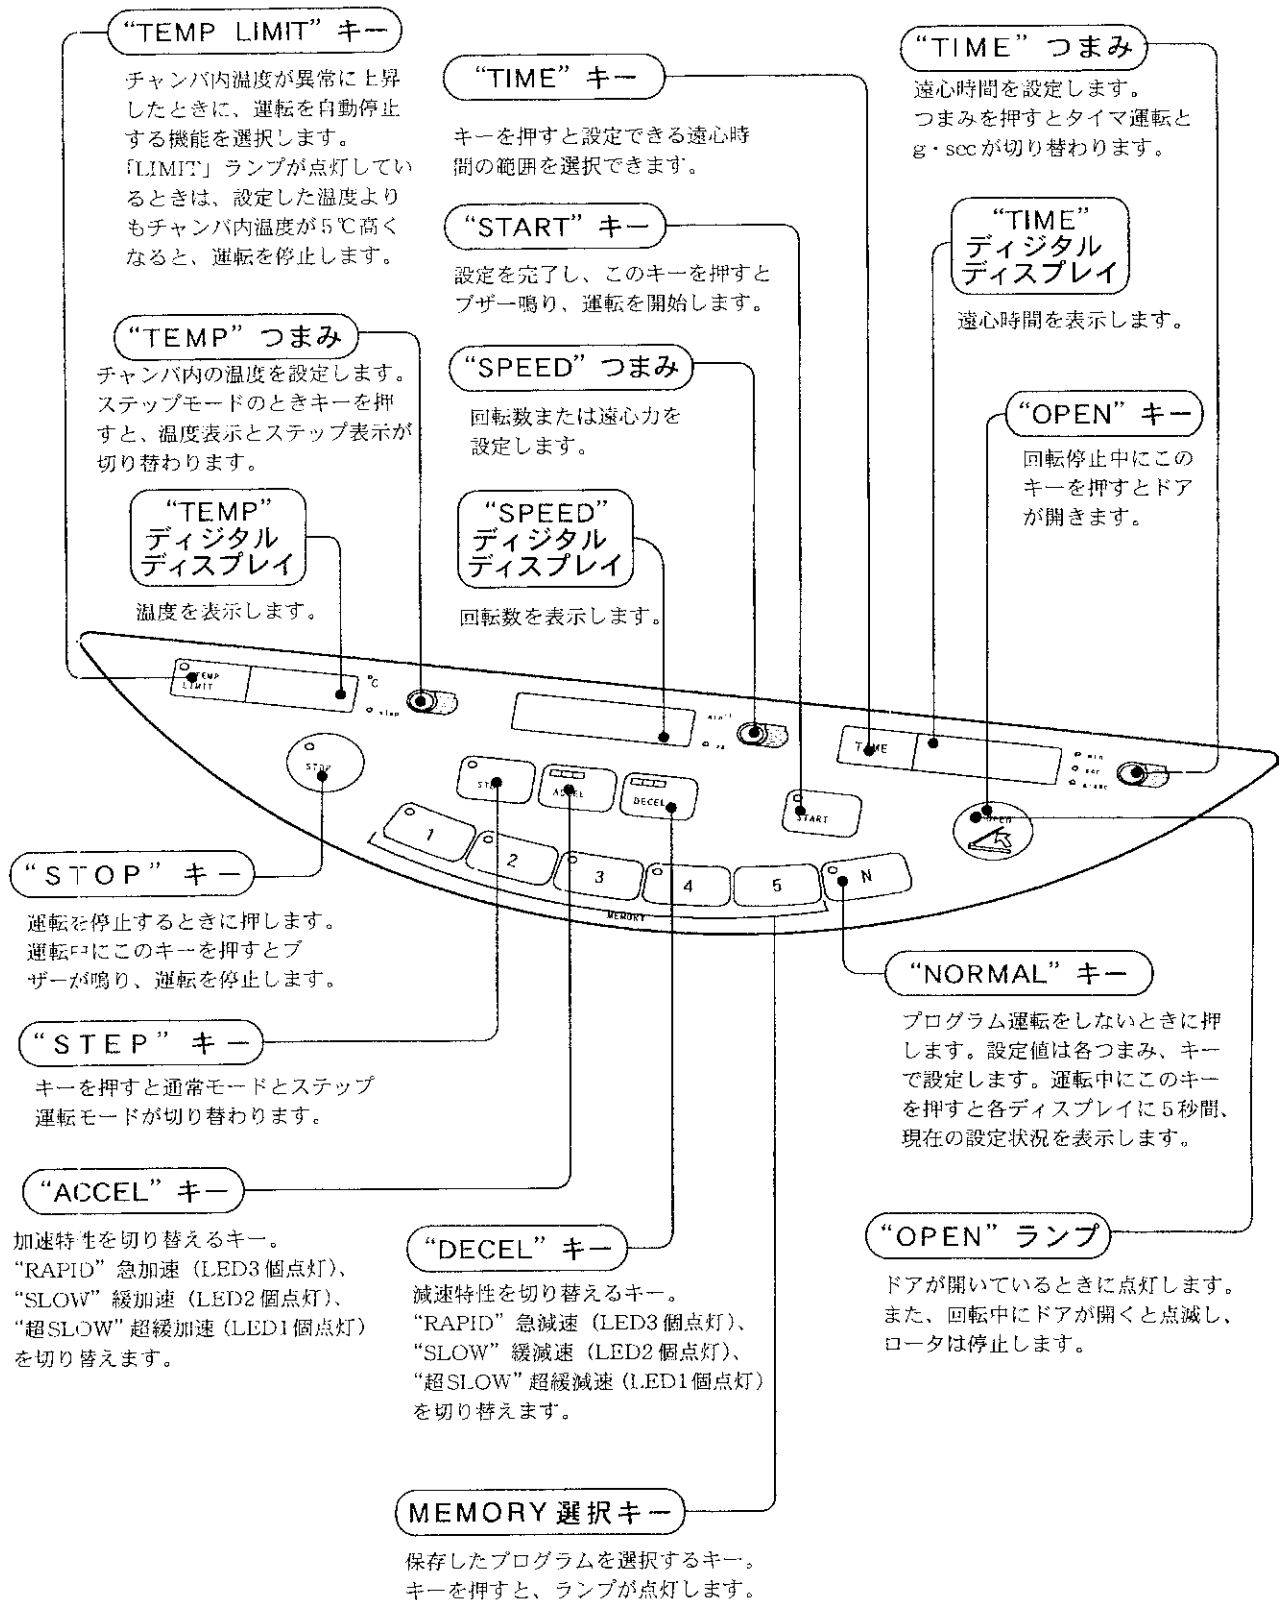 “TEMP LIMIT” キー
チャンバ内温度が異常に上昇
したときに、運転を自動停止
する機能を選択します。
「LIMIT」ランプが点灯してい
るときは、設定した温度より
もチャンバ内温度が5℃高く
なると、運転を停止します。
“TEMP” つまみ
チャンバ内の温度を設定します。
ステップモードのときキーを押
すと、温度表示とステップ表示が
切り替わります。
“TEMP”
ディジタル
ディスプレイ
温度を表示します。
“TIME” キー
キーを押すと設定できる遠心時
間の範囲を選択できます。
“START” キー
設定を完了し、このキーを押すと
ブザー鳴り、運転を開始します。
“SPEED” つまみ
回転数または遠心力を
設定します。
“SPEED”
ディジタル
ディスプレイ
回転数を表示します。
“TIME” つまみ
遠心時間を設定します。
つまみを押すとタイマ運転と
g・secが切り替わります。
“TIME”
ディジタル
ディスプレイ
遠心時間を表示します。
“OPEN” キー
回転停止中にこの
キーを押すとドア
が開きます。
TEMP
LIMIT
℃
step
TIME
min
sec
STOP
ACCEL
DECEL
START
OPEN
1
2
3
4
5
N
MEMORY
“STOP” キー
運転を停止するときに押します。
運転中にこのキーを押すとブ
ザーが鳴り、運転を停止します。
“STEP” キー
キーを押すと通常モードとステップ
運転モードが切り替わります。
“ACCEL” キー
加速特性を切り替えるキー。
“RAPID” 急加速（LED3個点灯）、
“SLOW” 緩加速（LED2個点灯）、
“超SLOW” 超緩加速（LED1個点灯）
を切り替えます。
“DECEL” キー
減速特性を切り替えるキー。
“RAPID” 急減速（LED3個点灯）、
“SLOW” 緩減速（LED2個点灯）、
“超SLOW” 超緩減速（LED1個点灯）
を切り替えます。
“NORMAL” キー
プログラム運転をしないときに押
します。設定値は各つまみ、キー
で設定します。運転中にこのキー
を押すと各ディスプレイに5秒間、
現在の設定状況を表示します。
“OPEN” ランプ
ドアが開いているときに点灯します。
また、回転中にドアが開くと点滅し、
ロータは停止します。
MEMORY 選択キー
保存したプログラムを選択するキー。
キーを押すと、ランプが点灯します。